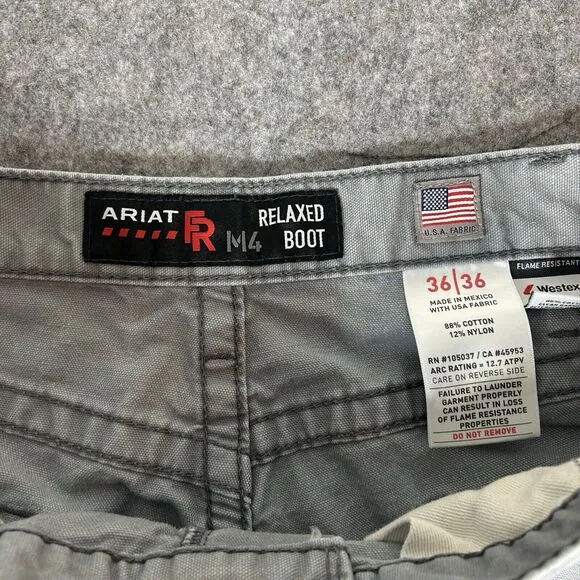 ARIAT FR M4 RELAXED
BOOT
U.S.A. FABRIC
36|36
MADE IN MEXICO
WITH USA FABRIC
88% COTTON
12% NYLON
RN #105037 / CA #45953
ARC RATING = 12.7 ATPV
CARE ON REVERSE SIDE
FAILURE TO LAUNDER
GARMENT PROPERLY
CAN RESULT IN LOSS
OF FLAME RESISTANCE
PROPERTIES
DO NOT REMOVE
FLAME RESISTANT
Westex